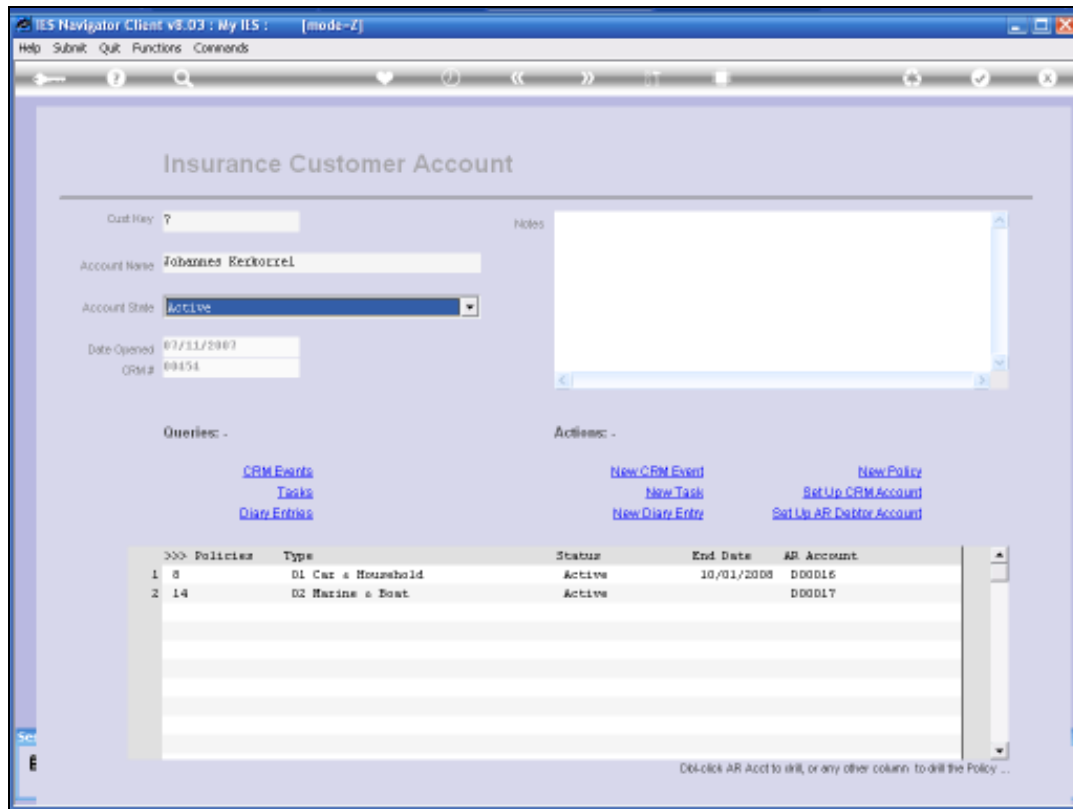 IES Navigator Client v8.03 : My IES : [mode=Z]
Help Submit Quit Functions Commands
Insurance Customer Account
Cust Key 7
Notes
Account Name Johannes Kerkorrel
Account State Active
Date Opened 07/11/2007
CRM # 00454
Queries: - Actions: -
CRM Events New CRM Event New Policy
Tasks New Task Set Up CRM Account
Diary Entries New Diary Entry Set Up AR Debtor Account
>>> Policies Type Status End Date AR Account
1 8 01 Car & Household Active 10/01/2008 D00016
2 14 02 Marine & Boat Active D00017
Dbl-click AR Acct to drill, or any other column to drill the Policy ...